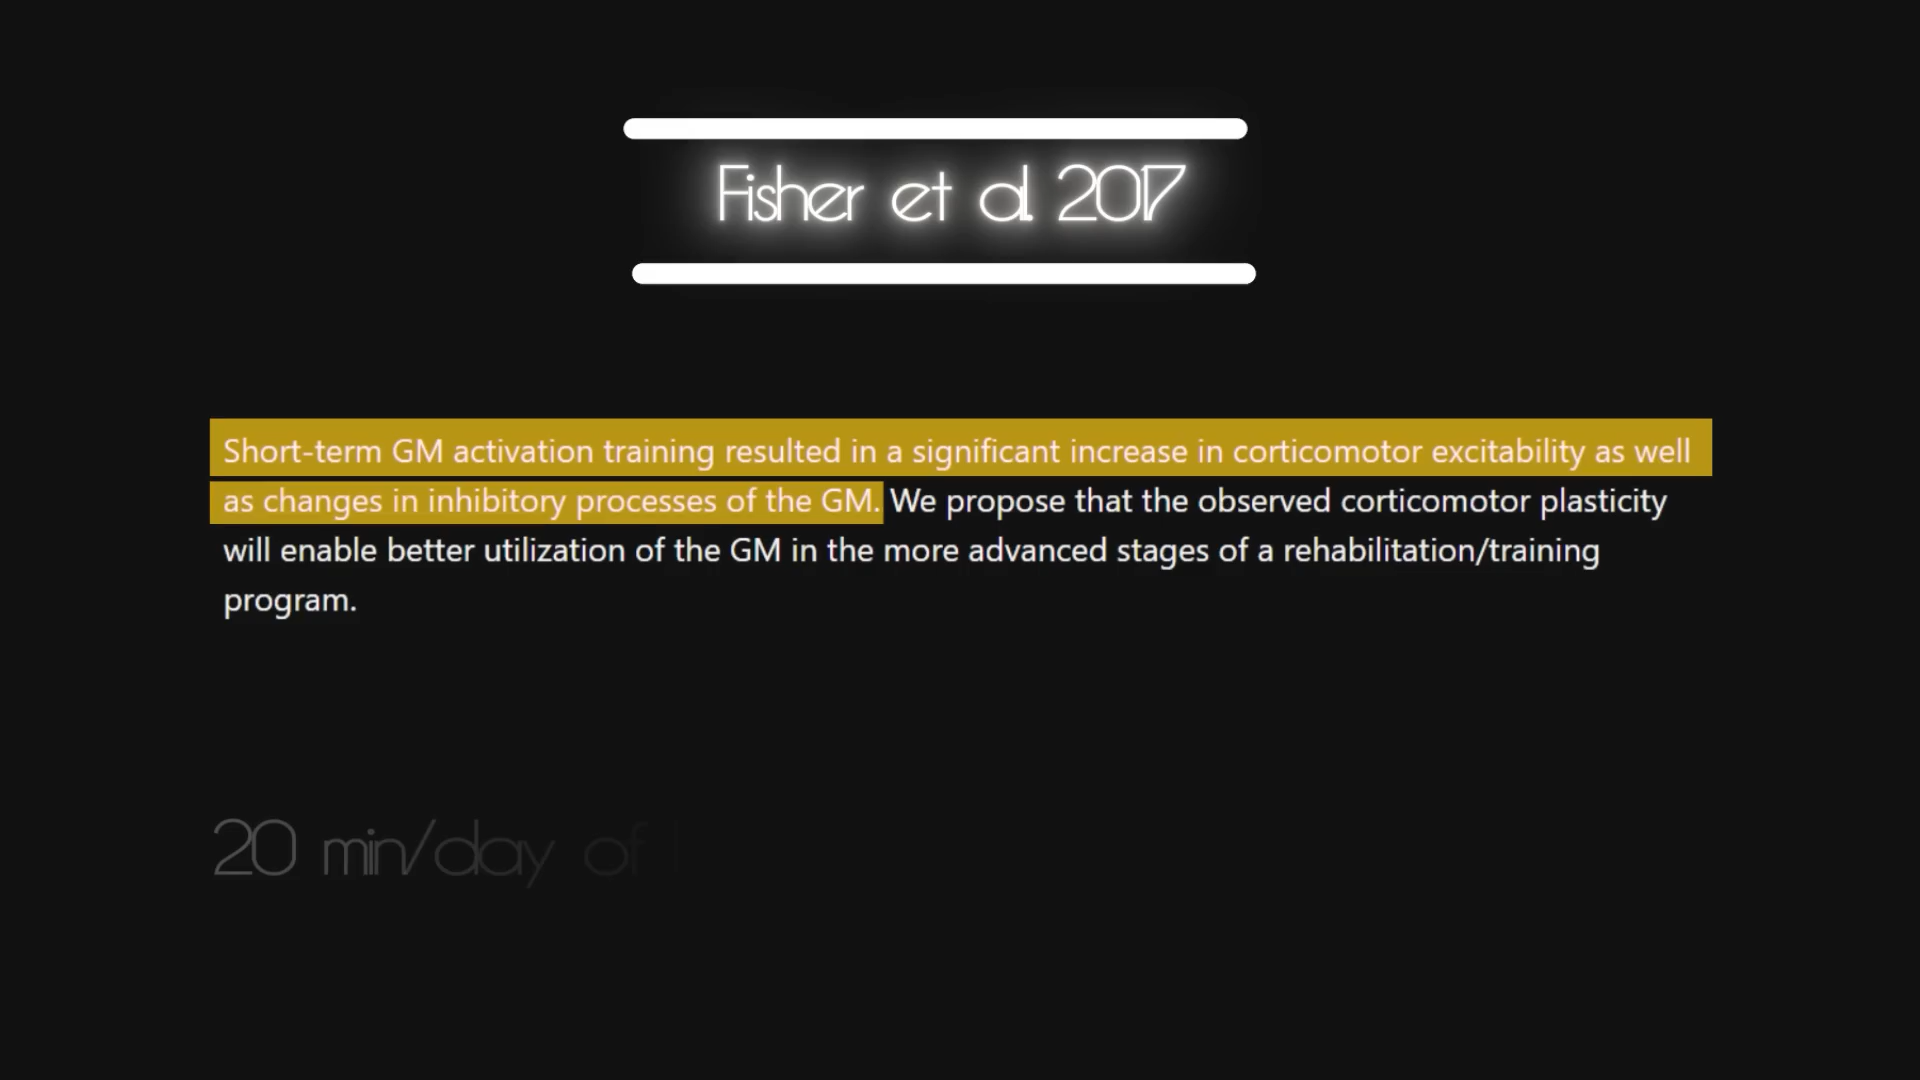 Fisher et al. 2017
Short-term GM activation training resulted in a significant increase in corticomotor excitability as well
as changes in inhibitory processes of the GM. We propose that the observed corticomotor plasticity
will enable better utilization of the GM in the more advanced stages of a rehabilitation/training
program.
20 min/day of